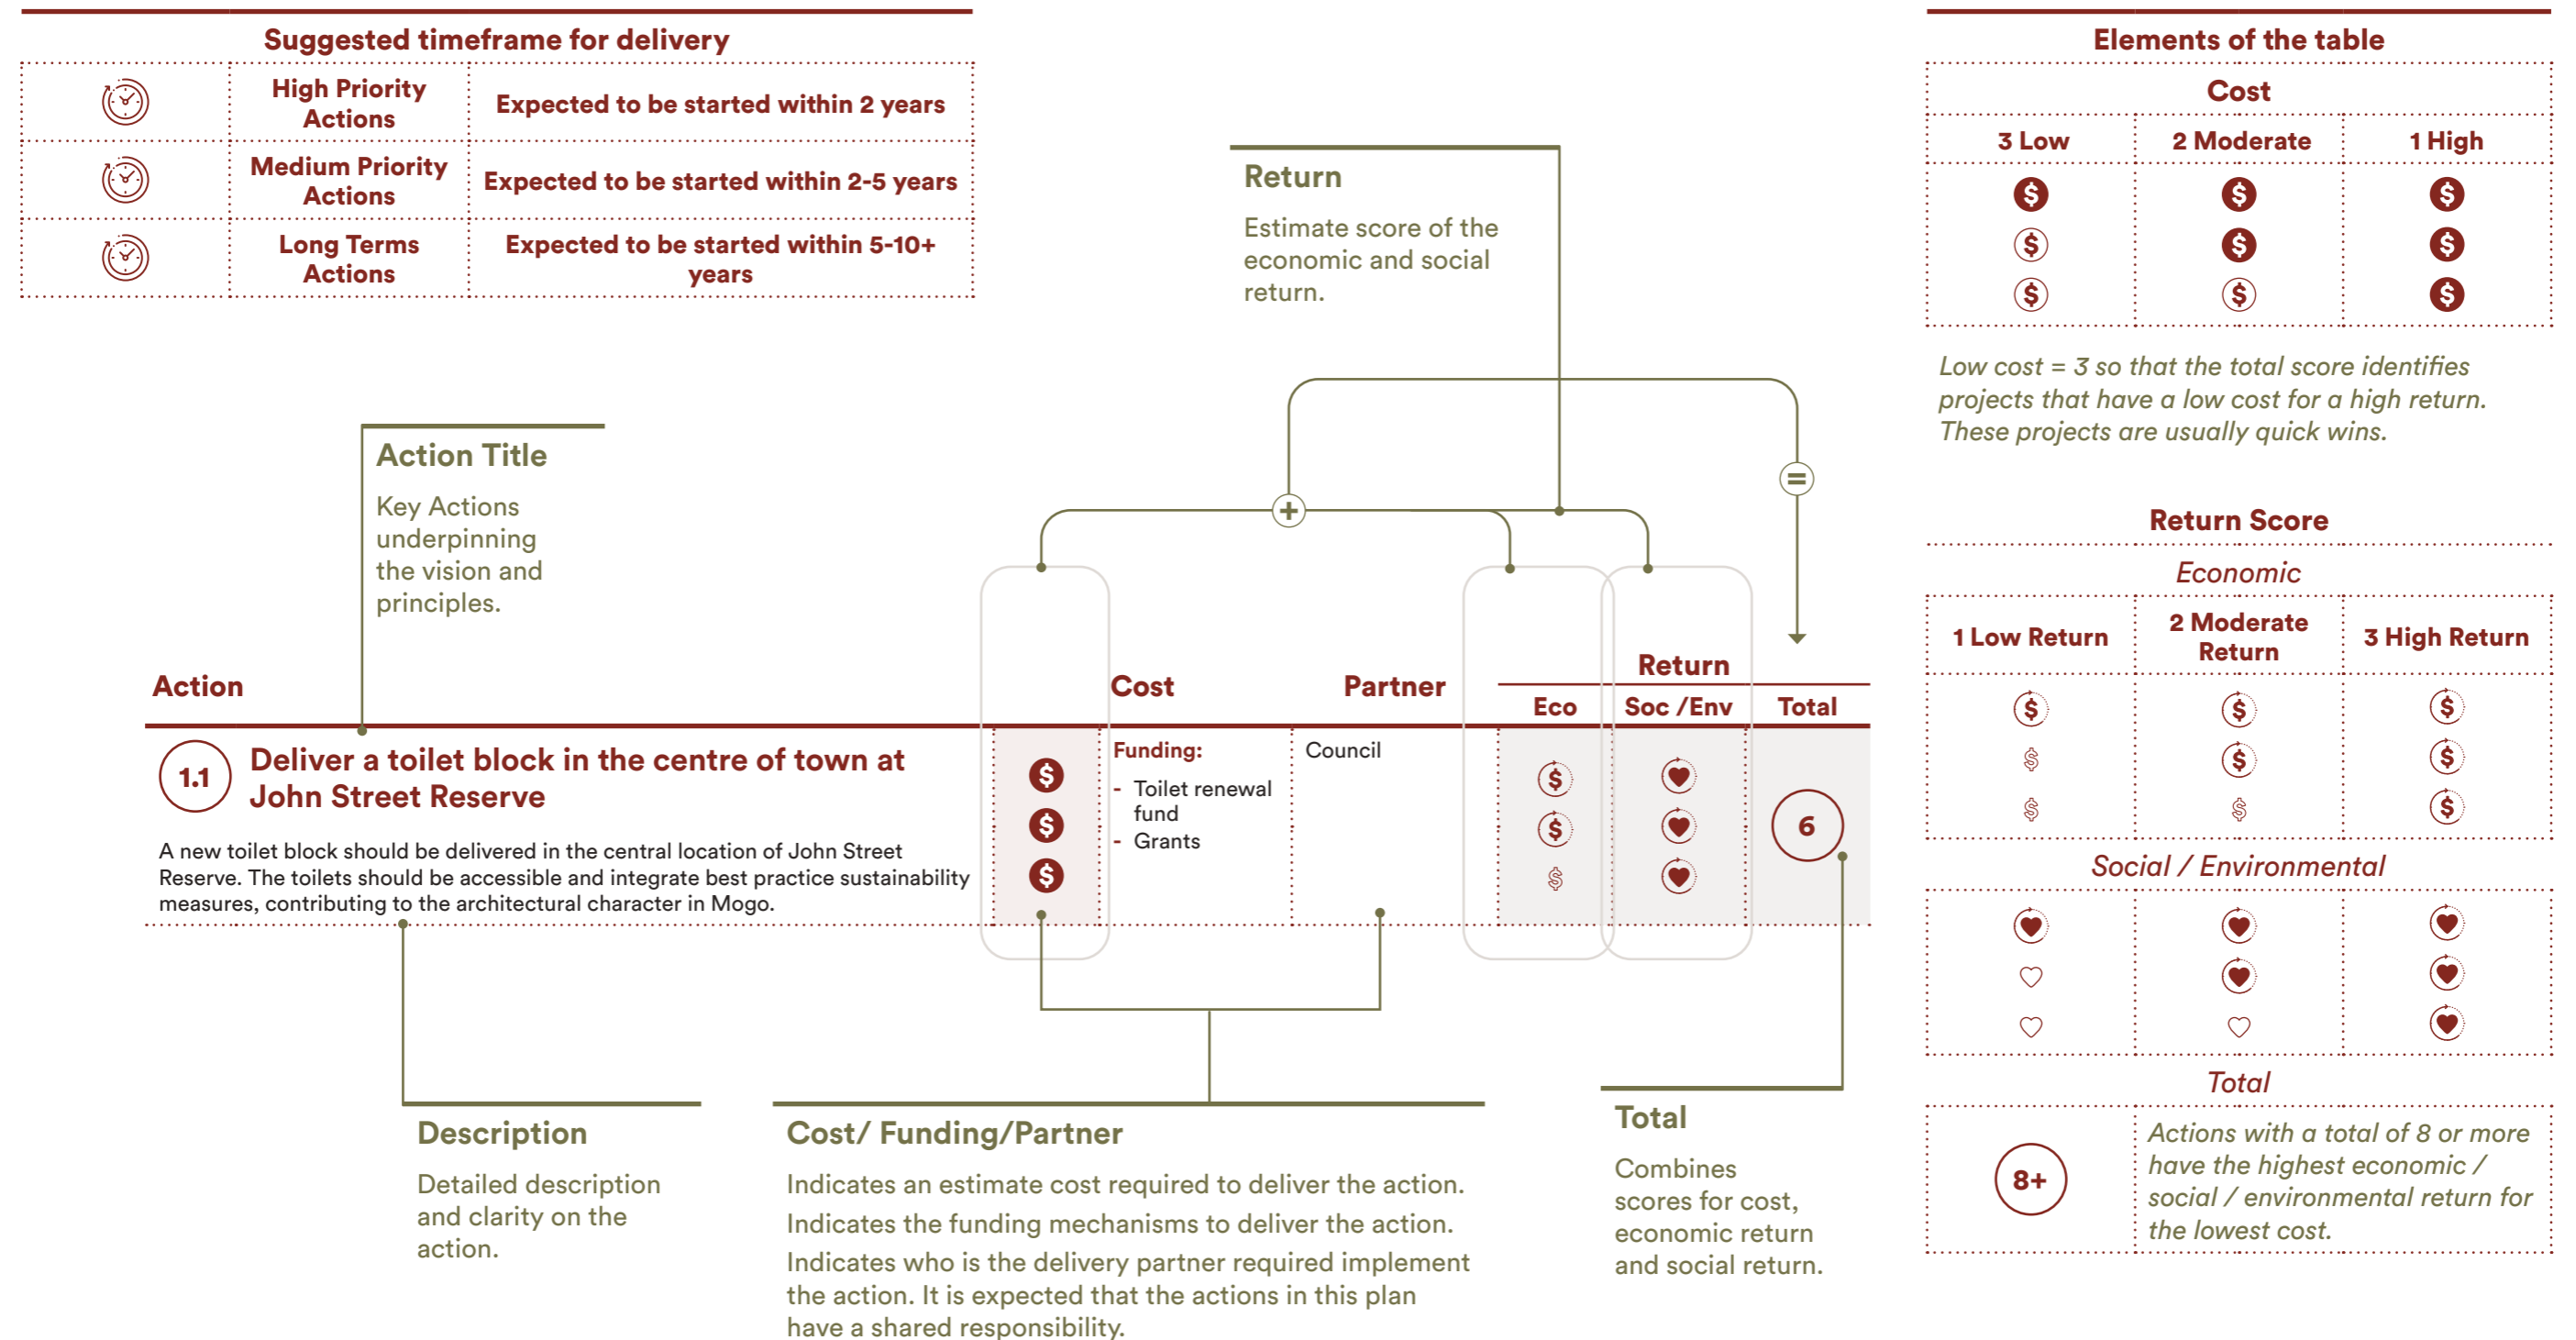 Suggested timeframe for delivery
High Priority
Actions
Expected to be started within 2 years
Medium Priority
Actions
Expected to be started within 2-5 years
Long Terms
Actions
Expected to be started within 5-10+
years
Return
Estimate score of the
economic and social
return.
Action Title
Key Actions
underpinning
the vision and
principles.
+
=
Action
Cost
Partner
Return
Eco
Soc /Env
Total
1.1
Deliver a toilet block in the centre of town at
John Street Reserve
A new toilet block should be delivered in the central location of John Street
Reserve. The toilets should be accessible and integrate best practice sustainability
measures, contributing to the architectural character in Mogo.
$
$
$
Funding:
- Toilet renewal
fund
- Grants
Council
$
$
$
6
Description
Detailed description
and clarity on the
action.
Cost/ Funding/Partner
Indicates an estimate cost required to deliver the action.
Indicates the funding mechanisms to deliver the action.
Indicates who is the delivery partner required implement
the action. It is expected that the actions in this plan
have a shared responsibility.
Total
Combines
scores for cost,
economic return
and social return.
Elements of the table
Cost
3 Low
2 Moderate
1 High
$ $ $
$ $ $
$ $ $
Low cost = 3 so that the total score identifies
projects that have a low cost for a high return.
These projects are usually quick wins.
Return Score
Economic
1 Low Return
2 Moderate
Return
3 High Return
$ $ $
$ $ $
$ $ $
Social / Environmental
Total
8+
Actions with a total of 8 or more
have the highest economic /
social / environmental return for
the lowest cost.